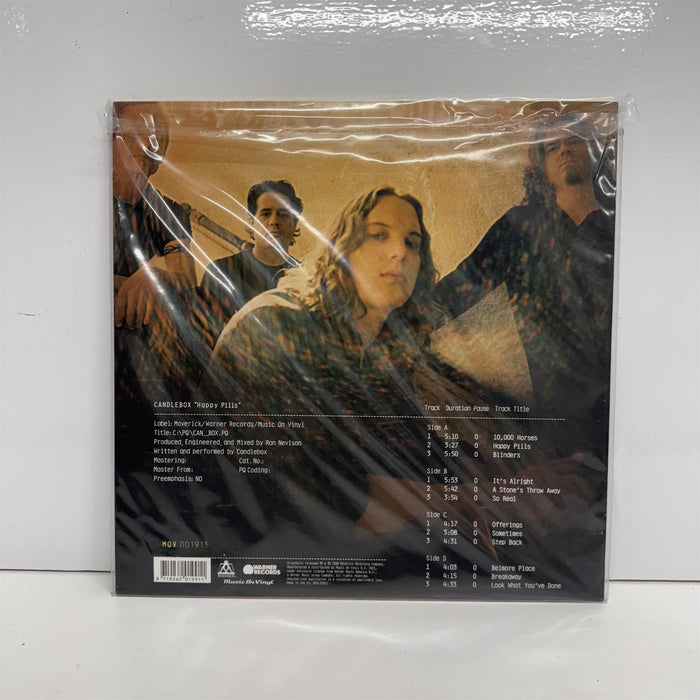 CANDLEBOX "Happy Pills"
Label: Maverick/Warner Records/Music On Vinyl
Title: C:\PQ\CAN_BOX.PQ
Produced, Engineered, and Mixed by Ron Nevison
Written and performed by Candlebox
Mastering: Cat. No.:
Master From: PQ Coding:
Preemphasis: NO
Track Duration Pause Track Title
Side A
1 5:10 0 10,000 Horses
2 3:27 0 Happy Pills
3 5:50 0 Blinders
Side B
1 5:53 0 It's Alright
2 5:42 0 A Stone's Throw Away
3 3:54 0 So Real
Side C
1 4:17 0 Offerings
2 5:08 0 Sometimes
3 4:31 0 Step Back
Side D
1 4:03 0 Belmore Place
2 4:15 0 Breakaway
3 4:33 0 Look What You've Done
MOV 001915
Music On Vinyl
WARNER RECORDS